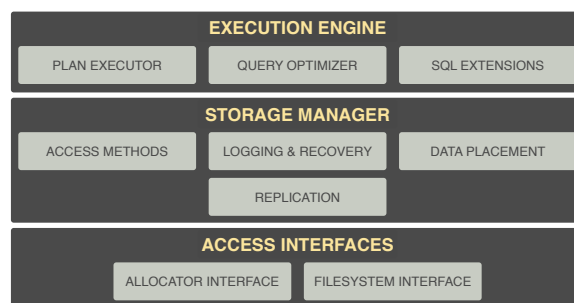 EXECUTION ENGINE
PLAN EXECUTOR QUERY OPTIMIZER SQL EXTENSIONS
STORAGE MANAGER
ACCESS METHODS LOGGING & RECOVERY DATA PLACEMENT
REPLICATION
ACCESS INTERFACES
ALLOCATOR INTERFACE FILESYSTEM INTERFACE